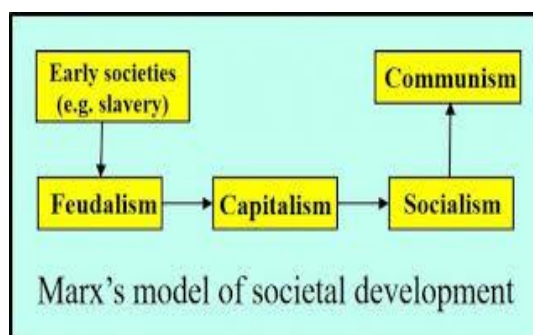 Early societies
(e.g. slavery)
Communism
Feudalism
Capitalism
Socialism
Marx's model of societal development